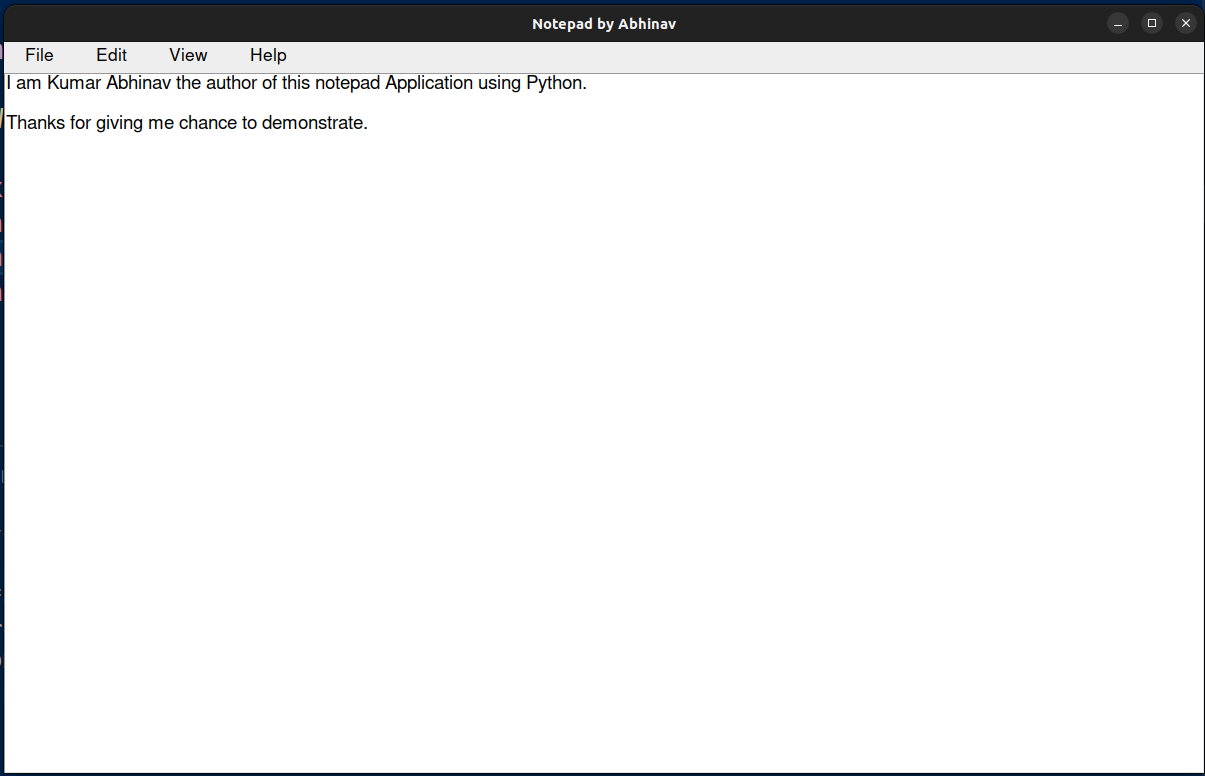 Notepad by Abhinav
File Edit View Help
I am Kumar Abhinav the author of this notepad Application using Python.
Thanks for giving me chance to demonstrate.